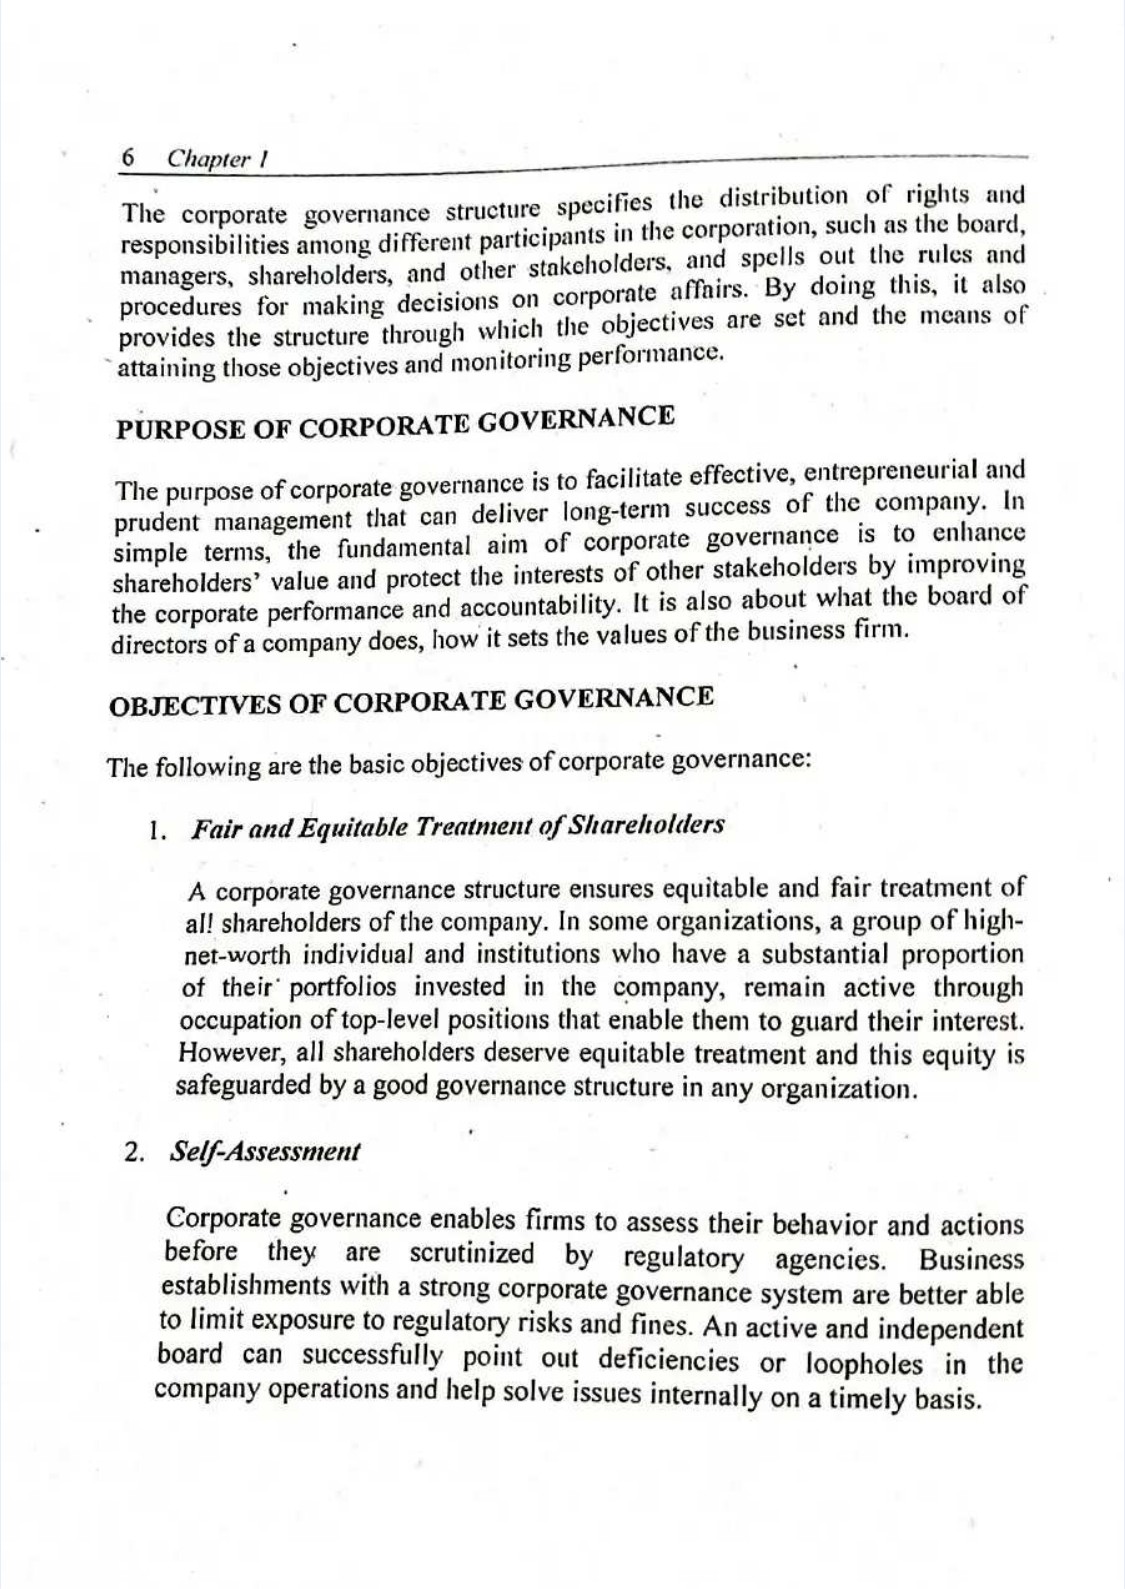 6 Chapter 1
The corporate governance structure specifies the distribution of rights and
responsibilities among different participants in the corporation, such as the board,
managers, shareholders, and other stakeholders, and spells out the rules and
procedures for making decisions on corporate affairs. By doing this, it also
provides the structure through which the objectives are set and the means of
attaining those objectives and monitoring performance.
PURPOSE OF CORPORATE GOVERNANCE
The purpose of corporate governance is to facilitate effective, entrepreneurial and
prudent management that can deliver long-term success of the company. In
simple terms, the fundamental aim of corporate governance is to enhance
shareholders' value and protect the interests of other stakeholders by improving
the corporate performance and accountability. It is also about what the board of
directors of a company does, how it sets the values of the business firm.
OBJECTIVES OF CORPORATE GOVERNANCE
The following are the basic objectives of corporate governance:
1. Fair and Equitable Treatment of Shareholders
A corporate governance structure ensures equitable and fair treatment of
all shareholders of the company. In some organizations, a group of high-
net-worth individual and institutions who have a substantial proportion
of their portfolios invested in the company, remain active through
occupation of top-level positions that enable them to guard their interest.
However, all shareholders deserve equitable treatment and this equity is
safeguarded by a good governance structure in any organization.
2. Self-Assessment
Corporate governance enables firms to assess their behavior and actions
before they are scrutinized by regulatory agencies. Business
establishments with a strong corporate governance system are better able
to limit exposure to regulatory risks and fines. An active and independent
board can successfully point out deficiencies or loopholes in the
company operations and help solve issues internally on a timely basis.